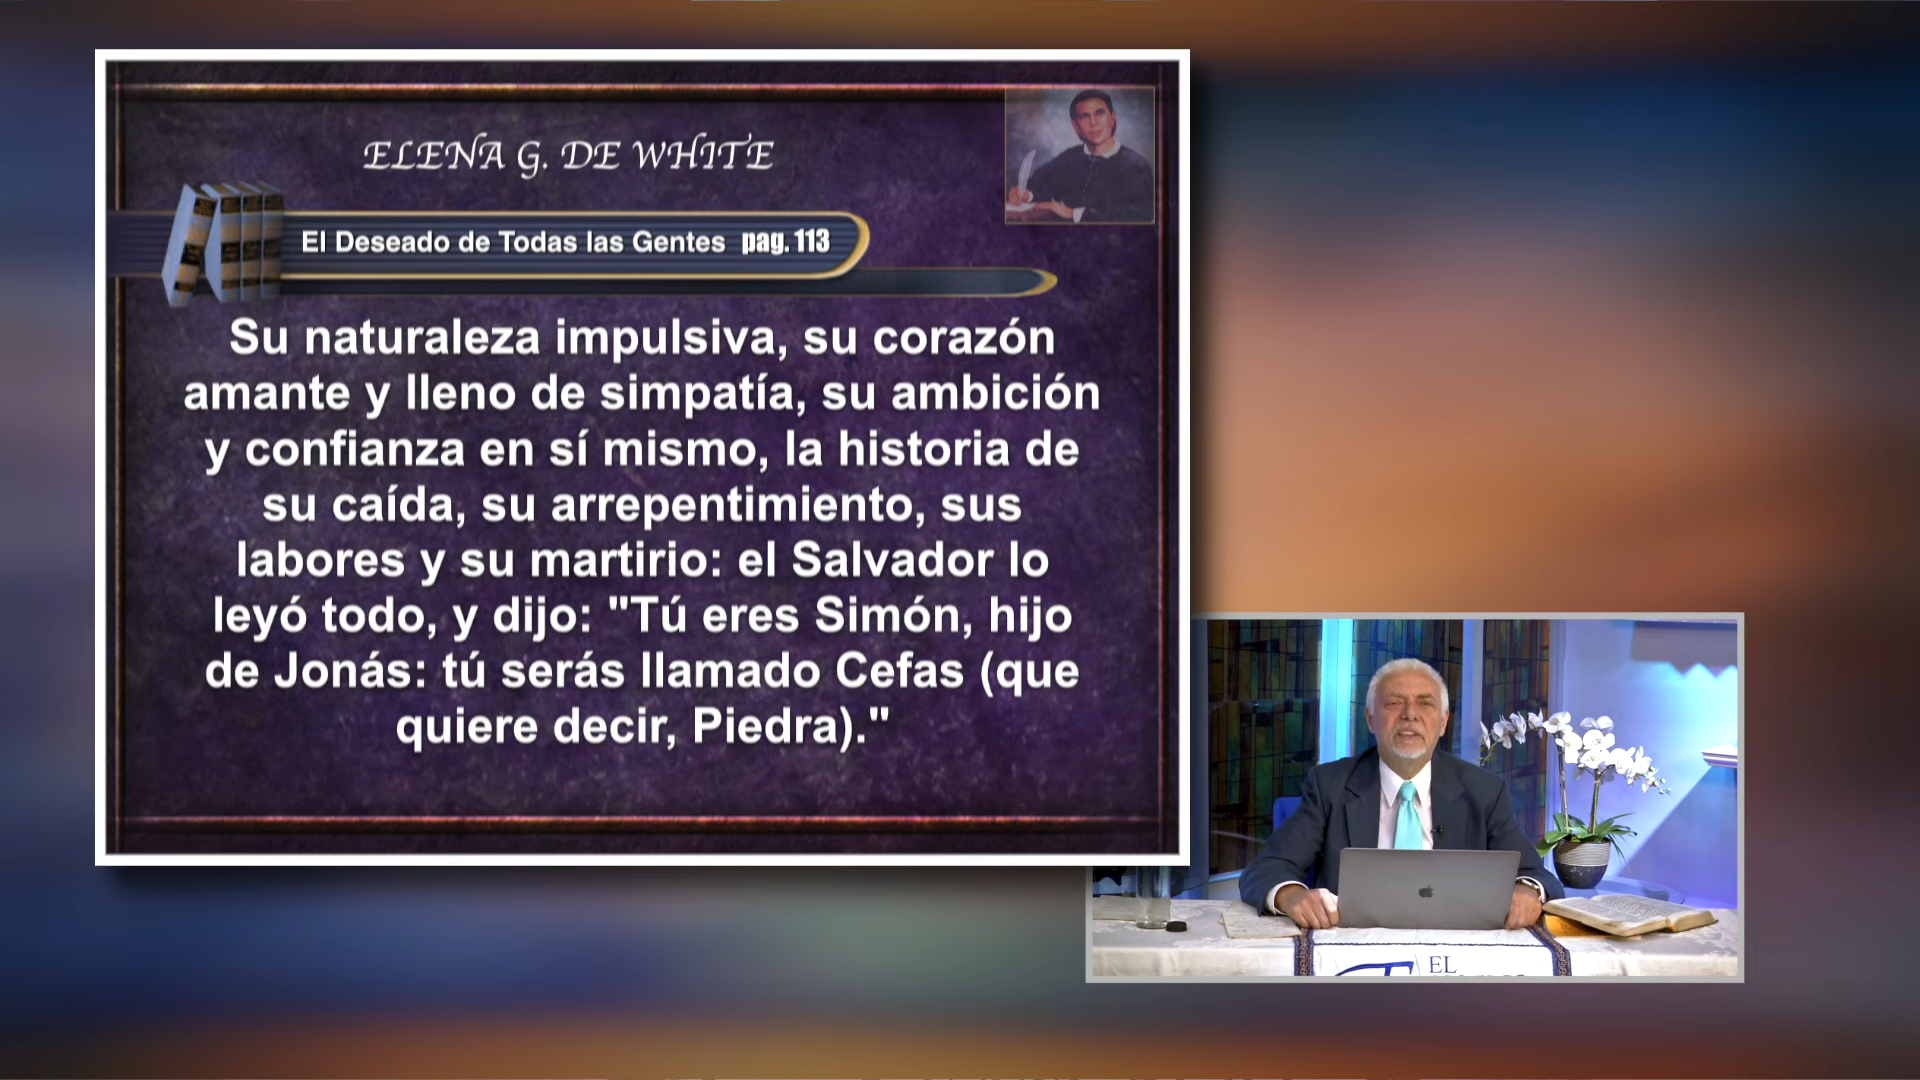 ELENA G. DE WHITE
El Deseado de Todas las Gentes pag. 113
Su naturaleza impulsiva, su corazón
amante y lleno de simpatía, su ambición
y confianza en sí mismo, la historia de
su caída, su arrepentimiento, sus
labores y su martirio: el Salvador lo
leyó todo, y dijo: "Tú eres Simón, hijo
de Jonás: tú serás llamado Cefas (que
quiere decir, Piedra)."
EL